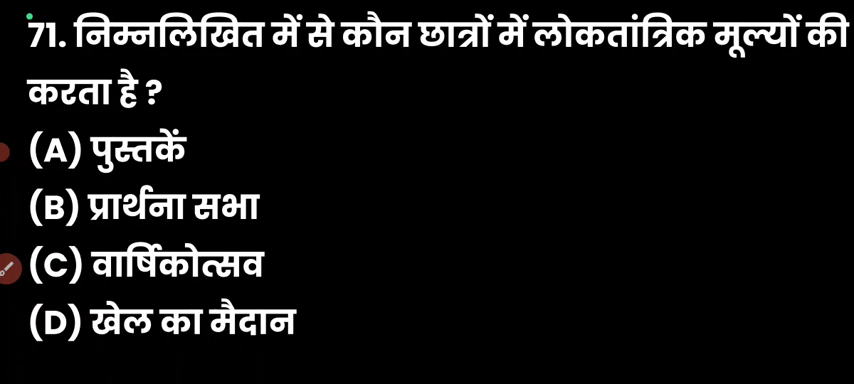 71. निम्नलिखित में से कौन छात्रों में लोकतांत्रिक मूल्यों की
करता है ?
(A) पुस्तकें
(B) प्रार्थना सभा
(C) वार्षिकोत्सव
(D) खेल का मैदान